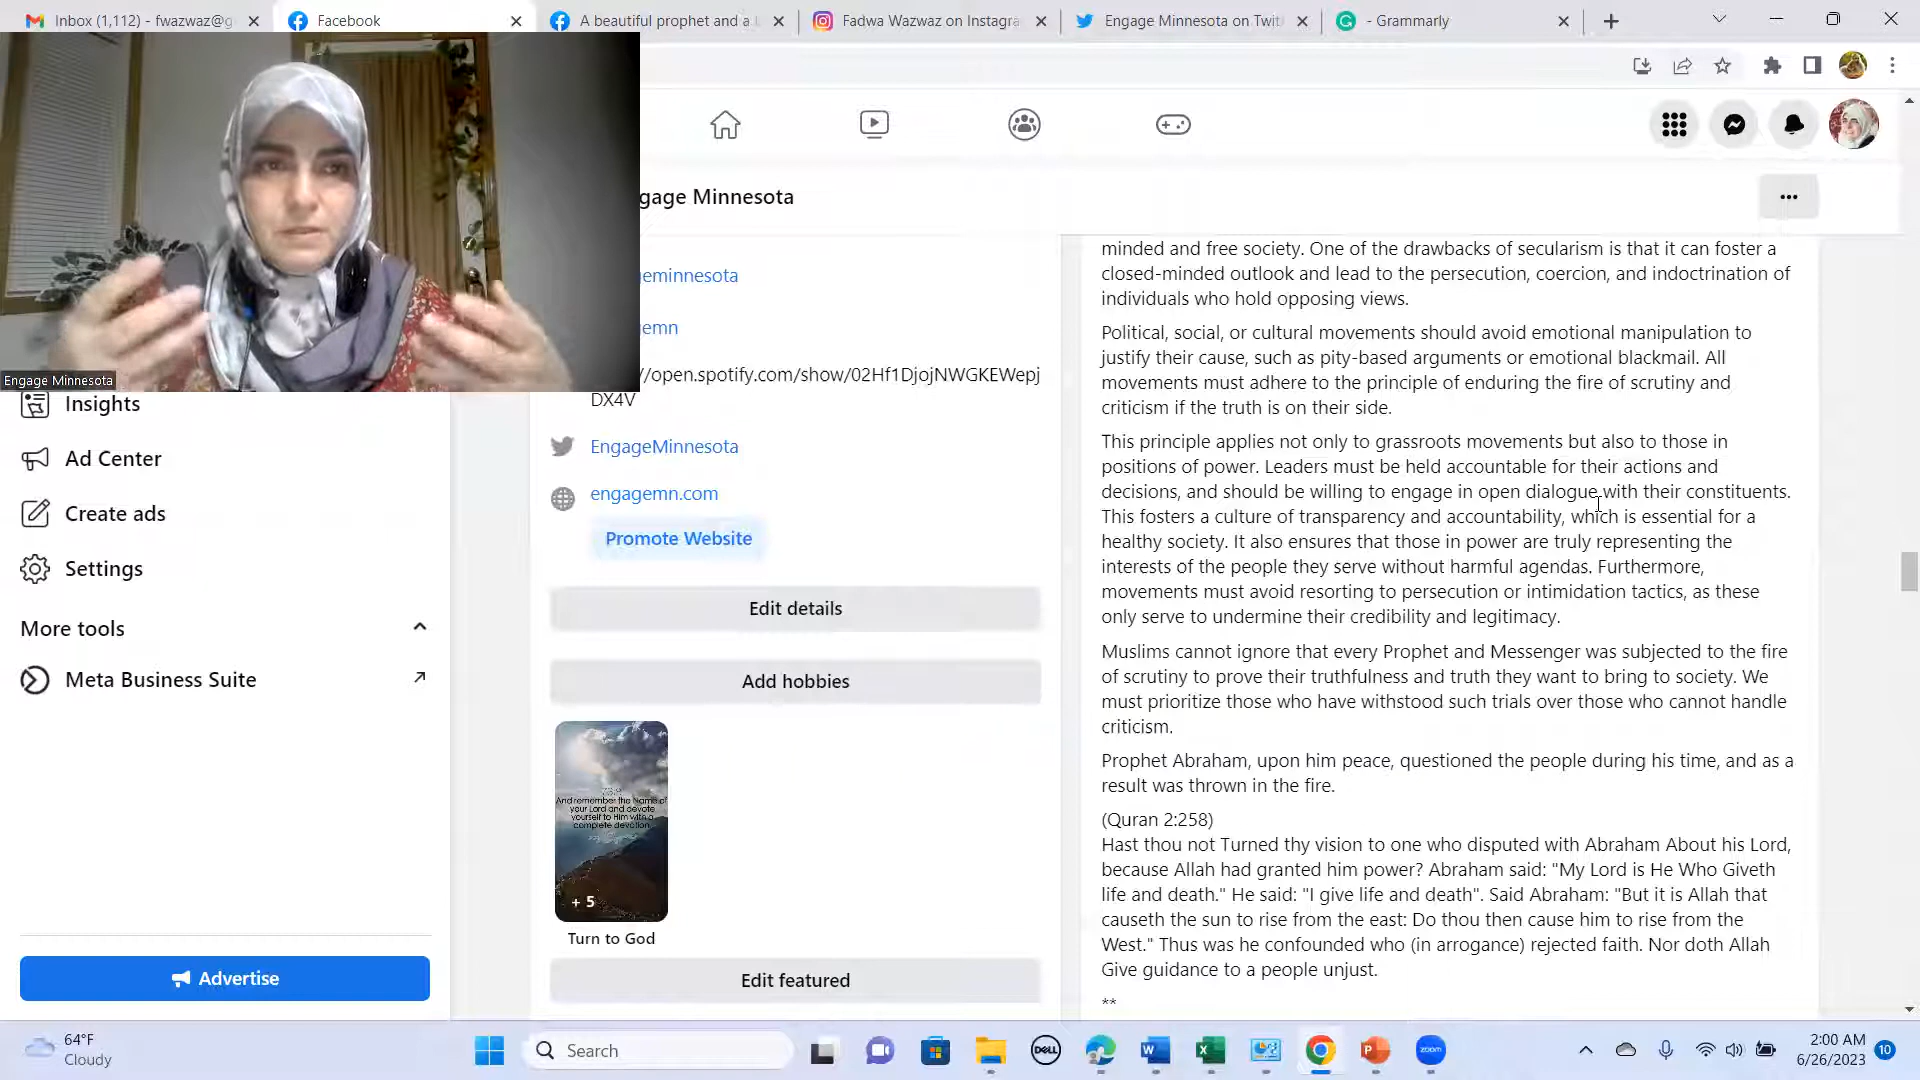 Inbox (1,112) - fwazwaz@g
Facebook
A beautiful prophet and a
Fadwa Wazwaz on Instagra
Engage Minnesota on Twit
- Grammarly
gage Minnesota
Engage Minnesota
Insights
Ad Center
Create ads
Settings
More tools
Meta Business Suite
Advertise
eminnesota
emn
/open.spotify.com/show/02Hf1DjojNWGKEWepj
DX4V
EngageMinnesota
engagemn.com
Promote Website
Edit details
Add hobbies
And remember the Name of
your Lord and devote
yourself to Him with a
complete devotion
+ 5
Turn to God
Edit featured
minded and free society. One of the drawbacks of secularism is that it can foster a
closed-minded outlook and lead to the persecution, coercion, and indoctrination of
individuals who hold opposing views.
Political, social, or cultural movements should avoid emotional manipulation to
justify their cause, such as pity-based arguments or emotional blackmail. All
movements must adhere to the principle of enduring the fire of scrutiny and
criticism if the truth is on their side.
This principle applies not only to grassroots movements but also to those in
positions of power. Leaders must be held accountable for their actions and
decisions, and should be willing to engage in open dialogue with their constituents.
This fosters a culture of transparency and accountability, which is essential for a
healthy society. It also ensures that those in power are truly representing the
interests of the people they serve without harmful agendas. Furthermore,
movements must avoid resorting to persecution or intimidation tactics, as these
only serve to undermine their credibility and legitimacy.
Muslims cannot ignore that every Prophet and Messenger was subjected to the fire
of scrutiny to prove their truthfulness and truth they want to bring to society. We
must prioritize those who have withstood such trials over those who cannot handle
criticism.
Prophet Abraham, upon him peace, questioned the people during his time, and as a
result was thrown in the fire.
(Quran 2:258)
Hast thou not Turned thy vision to one who disputed with Abraham About his Lord,
because Allah had granted him power? Abraham said: "My Lord is He Who Giveth
life and death." He said: "I give life and death". Said Abraham: "But it is Allah that
causeth the sun to rise from the east: Do thou then cause him to rise from the
West." Thus was he confounded who (in arrogance) rejected faith. Nor doth Allah
Give guidance to a people unjust.
**
64°F
Cloudy
Search
DELL
zoom
2:00 AM
6/26/2023
10